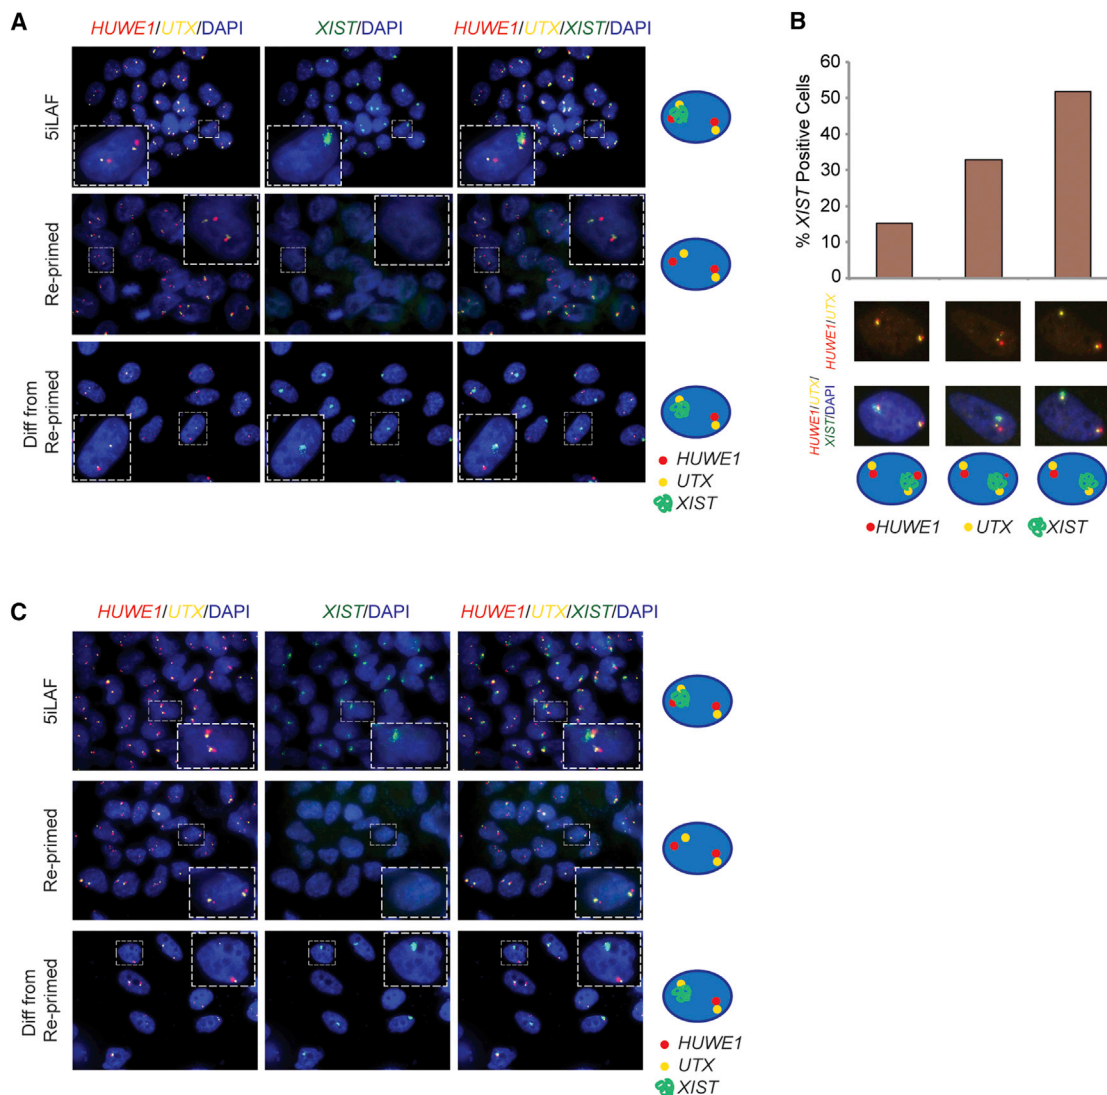 A
HUWE1/UTX/DAPI
XIST/DAPI
HUWE1/UTX/XIST/DAPI
5iLAF
Re-primed
Diff from
Re-primed
HUWE1
UTX
XIST
B
% XIST Positive Cells
60
50
40
30
20
10
0
HUWE1/UTX
HUWE1/UTX/
XIST/DAPI
HUWE1 UTX XIST
C
HUWE1/UTX/DAPI
XIST/DAPI
HUWE1/UTX/XIST/DAPI
5iLAF
Re-primed
Diff from
Re-primed
HUWE1
UTX
XIST